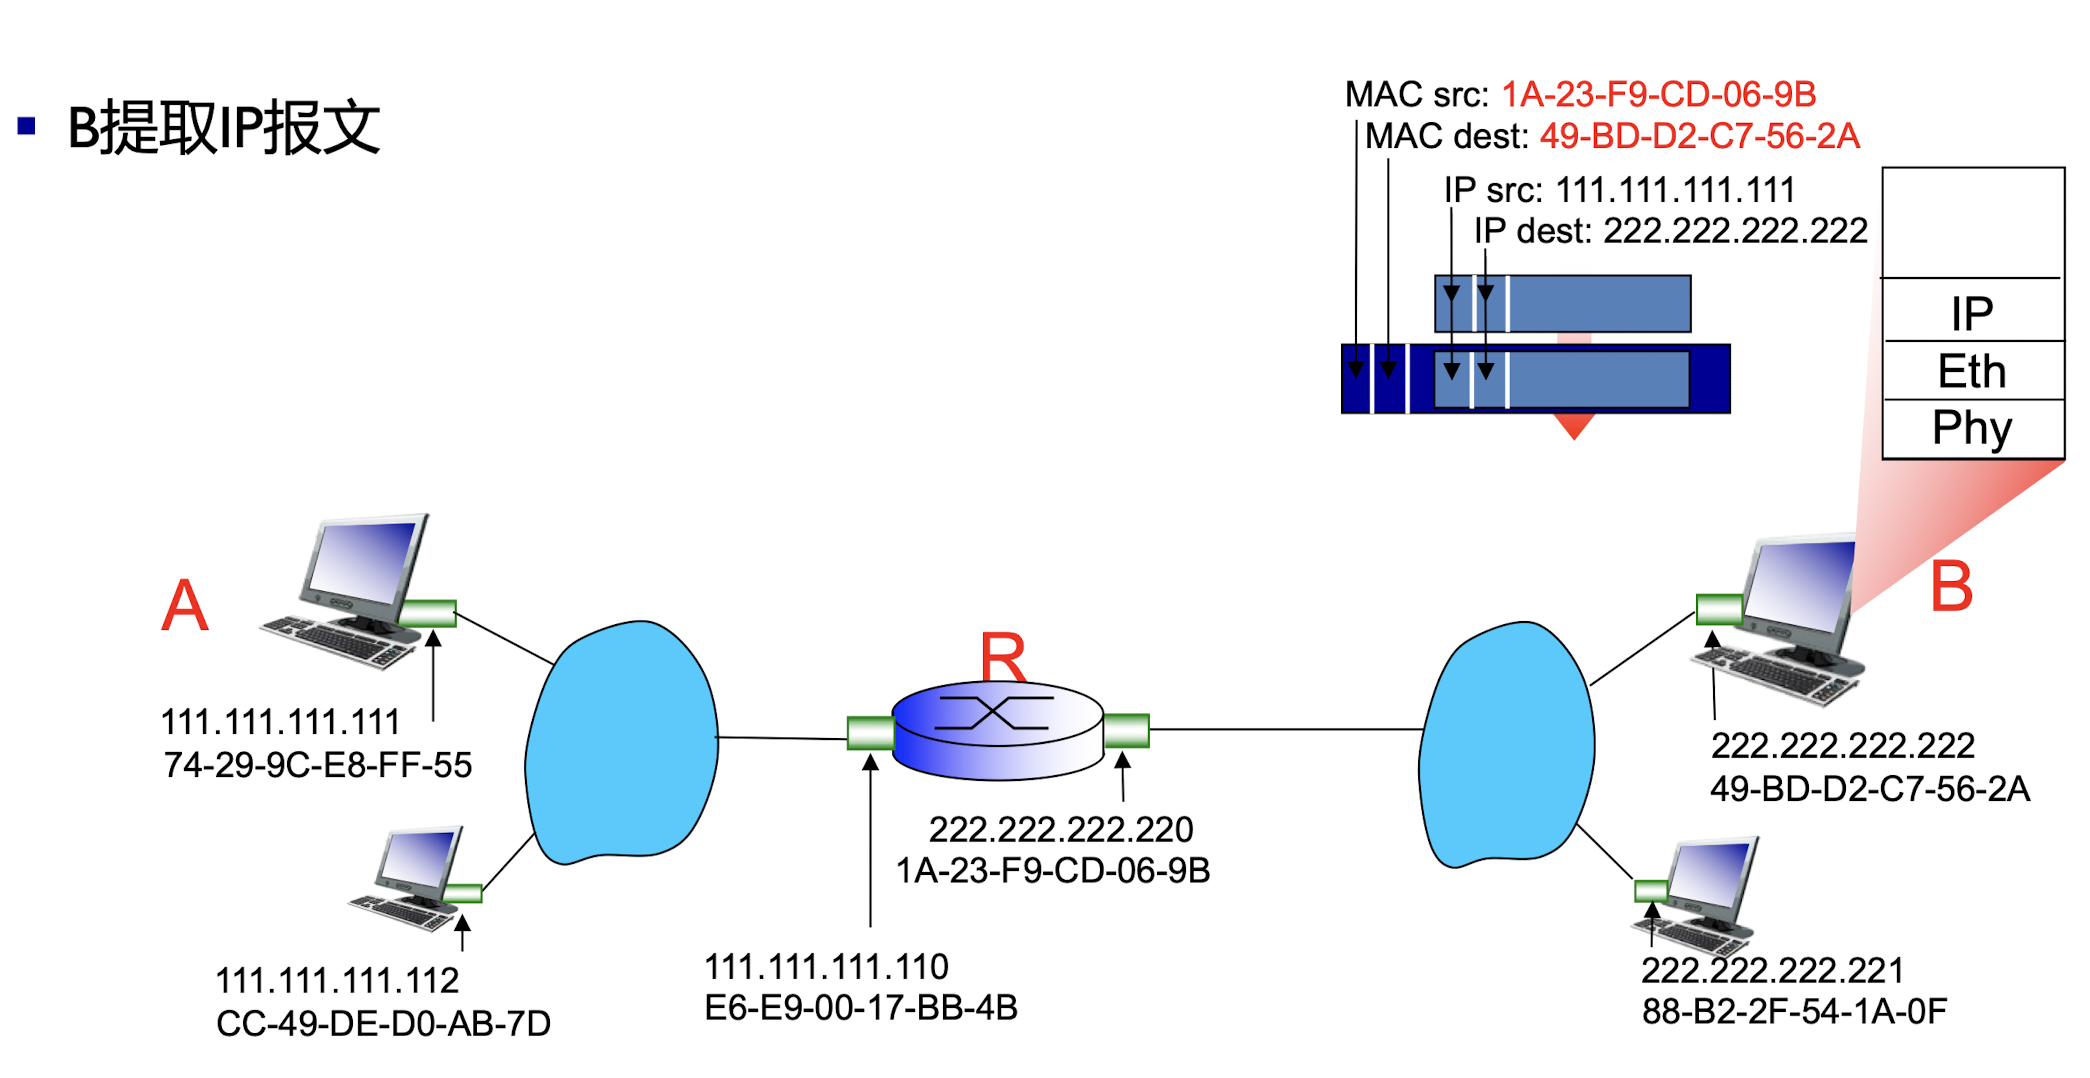 B提取IP报文
MAC src: 1A-23-F9-CD-06-9B
MAC dest: 49-BD-D2-C7-56-2A
IP src: 111.111.111.111
IP dest: 222.222.222.222
IP
Eth
Phy
A
R
B
111.111.111.111
74-29-9C-E8-FF-55
222.222.222.222
49-BD-D2-C7-56-2A
222.222.222.220
1A-23-F9-CD-06-9B
111.111.111.112
CC-49-DE-D0-AB-7D
111.111.111.110
E6-E9-00-17-BB-4B
222.222.222.221
88-B2-2F-54-1A-0F